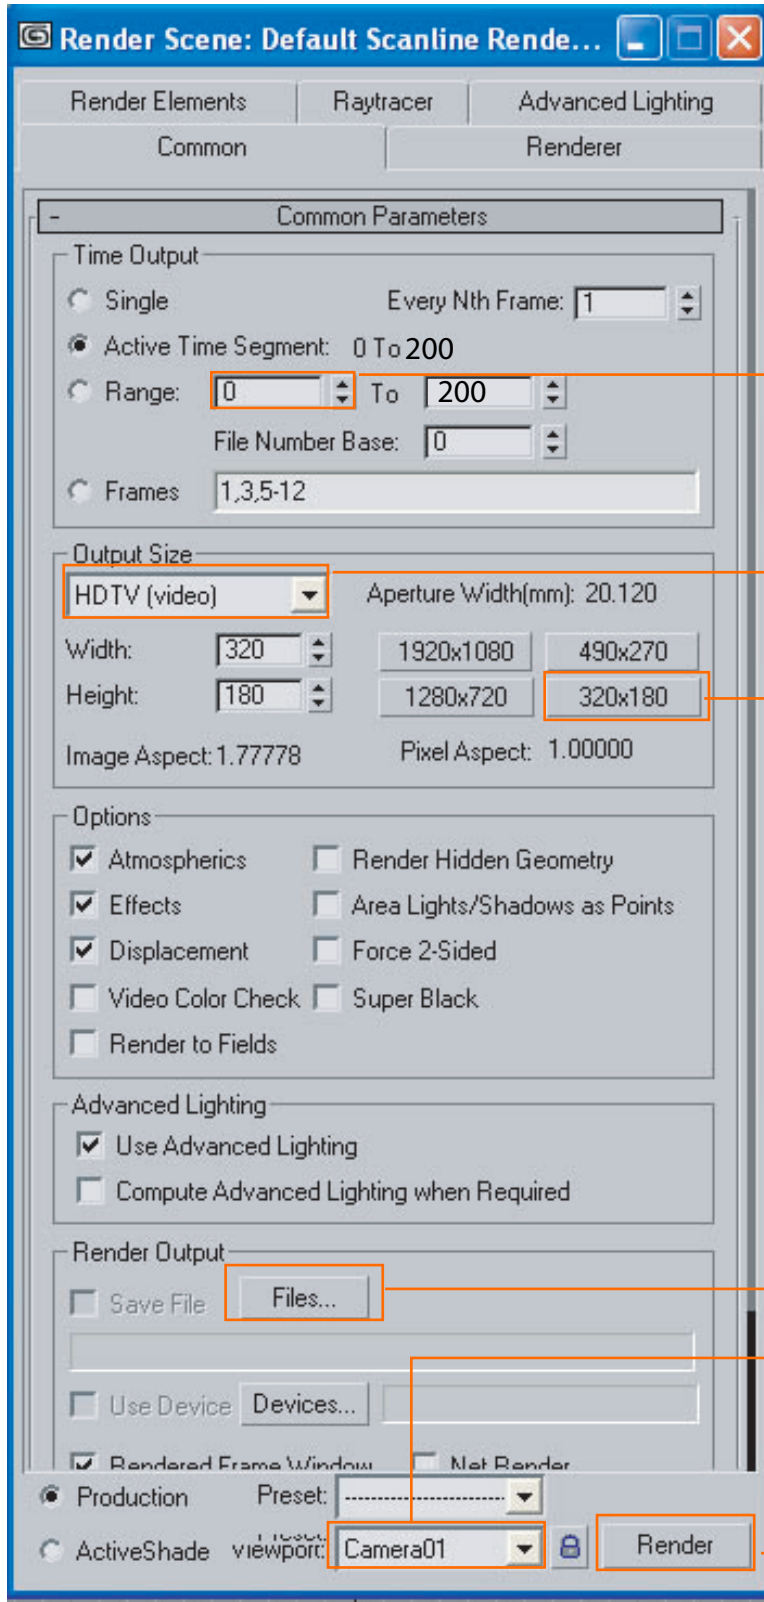 Render Scene: Default Scanline Rende...
Render Elements Raytracer Advanced Lighting
Common Renderer
- Common Parameters
Time Output
Single Every Nth Frame: 1
Active Time Segment: 0 To 200
Range: 0 To 200
File Number Base: 0
Frames 1,3,5-12
Output Size
HDTV (video) Aperture Width(mm): 20.120
Width: 320 1920x1080 490x270
Height: 180 1280x720 320x180
Image Aspect: 1.77778 Pixel Aspect: 1.00000
Options
Atmospherics Render Hidden Geometry
Effects Area Lights/Shadows as Points
Displacement Force 2-Sided
Video Color Check Super Black
Render to Fields
Advanced Lighting
Use Advanced Lighting
Compute Advanced Lighting when Required
Render Output
Save File Files...
Use Device Devices...
Rendered Frame Window Net Render
Production Preset: -----------------------
ActiveShade Viewport: Camera01 Render